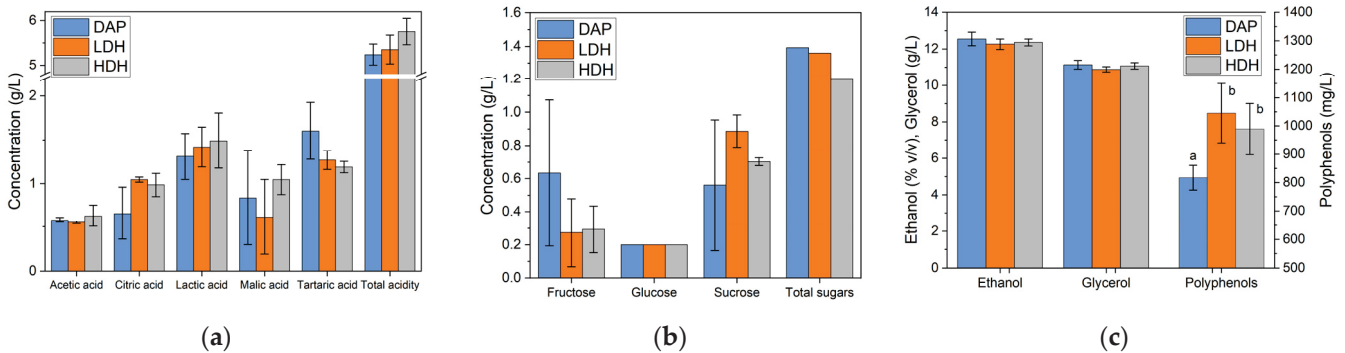 DAP
LDH
HDH
Concentration (g/L)
6
5
2
1
0
Acetic acid Citric acid Lactic acid Malic acid Tartaric acid Total acidity
(a)
DAP
LDH
HDH
Concentration (g/L)
1.6
1.4
1.2
1.0
0.8
0.6
0.4
0.2
0.0
Fructose Glucose Sucrose Total sugars
(b)
DAP
LDH
HDH
Ethanol (% v/v), Glycerol (g/L)
14
12
10
8
6
4
2
0
a
b
b
Polyphenols (mg/L)
1400
1300
1200
1100
1000
900
800
700
600
500
Ethanol Glycerol Polyphenols
(c)